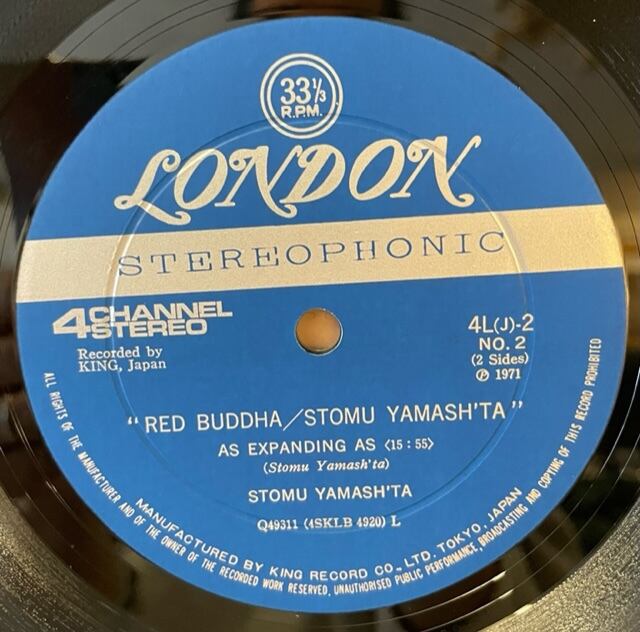 33⅓
R.P.M.
LONDON
STEREOPHONIC
4 CHANNEL
STEREO
Recorded by
KING, Japan
4L(J)-2
NO. 2
(2 Sides)
Ⓟ 1971
"RED BUDDHA/STOMU YAMASH'TA"
AS EXPANDING AS ⟨15 : 55⟩
(Stomu Yamash'ta)
STOMU YAMASH'TA
Q49311 (4SKLB 4920) L
MANUFACTURED BY KING RECORD CO., LTD. TOKYO, JAPAN
ALL RIGHTS OF THE MANUFACTURER AND OF THE OWNER OF THE RECORDED WORK RESERVED, UNAUTHORISED PUBLIC PERFORMANCE, BROADCASTING AND COPYING OF THIS RECORD PROHIBITED